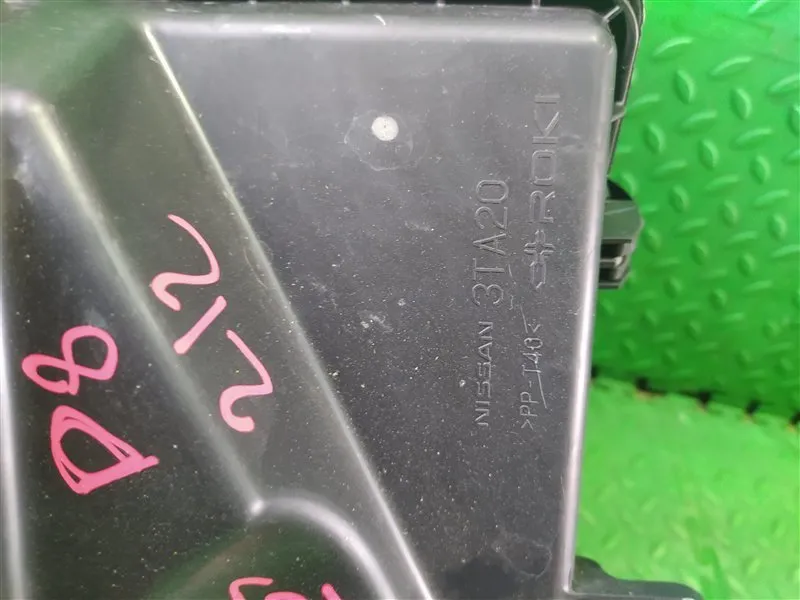 ROKI
NISSAN 3TA20
>PP-T40<
212
D8